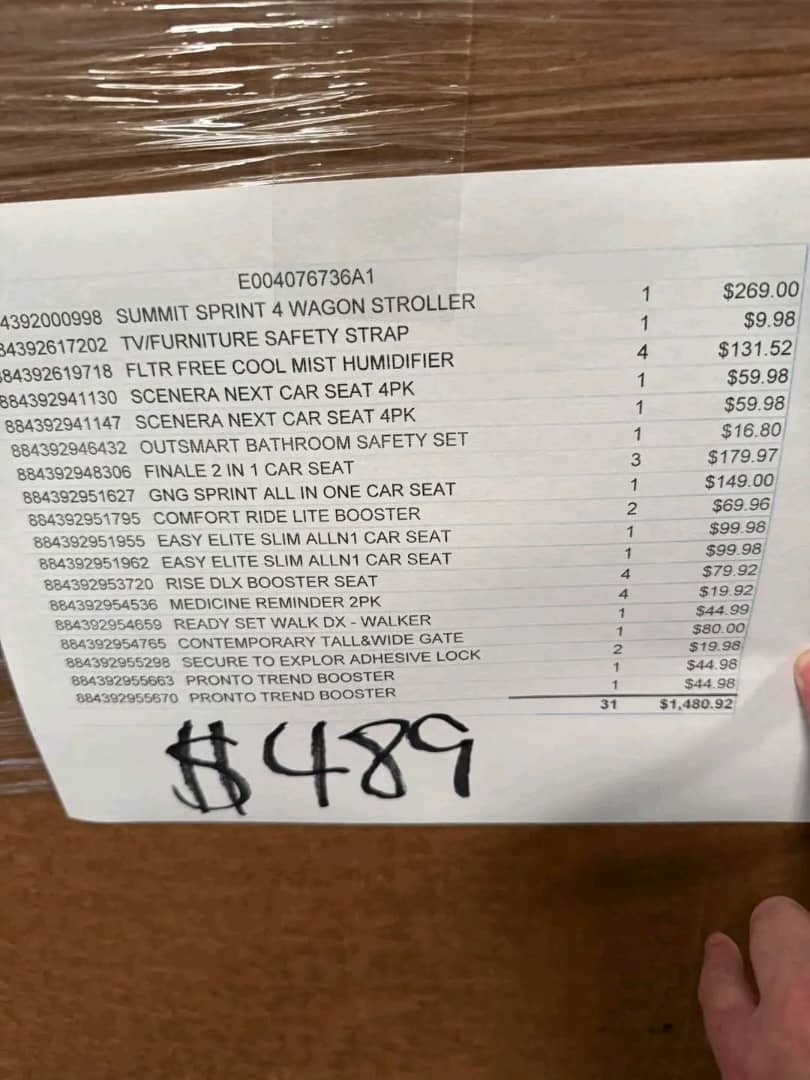 E004076736A1
4392000998 SUMMIT SPRINT 4 WAGON STROLLER 1 $269.00
84392617202 TV/FURNITURE SAFETY STRAP 1 $9.98
884392619718 FLTR FREE COOL MIST HUMIDIFIER 4 $131.52
884392941130 SCENERA NEXT CAR SEAT 4PK 1 $59.98
884392941147 SCENERA NEXT CAR SEAT 4PK 1 $59.98
884392946432 OUTSMART BATHROOM SAFETY SET 1 $16.80
884392948306 FINALE 2 IN 1 CAR SEAT 3 $179.97
884392951627 GNG SPRINT ALL IN ONE CAR SEAT 1 $149.00
884392951795 COMFORT RIDE LITE BOOSTER 2 $69.96
884392951955 EASY ELITE SLIM ALLN1 CAR SEAT 1 $99.98
884392951962 EASY ELITE SLIM ALLN1 CAR SEAT 1 $99.98
884392953720 RISE DLX BOOSTER SEAT 4 $79.92
884392954536 MEDICINE REMINDER 2PK 4 $19.92
884392954659 READY SET WALK DX - WALKER 1 $44.99
884392954765 CONTEMPORARY TALL&WIDE GATE 1 $80.00
884392955298 SECURE TO EXPLOR ADHESIVE LOCK 2 $19.98
884392955663 PRONTO TREND BOOSTER 1 $44.98
884392955670 PRONTO TREND BOOSTER 1 $44.98
31 $1,480.92
$489